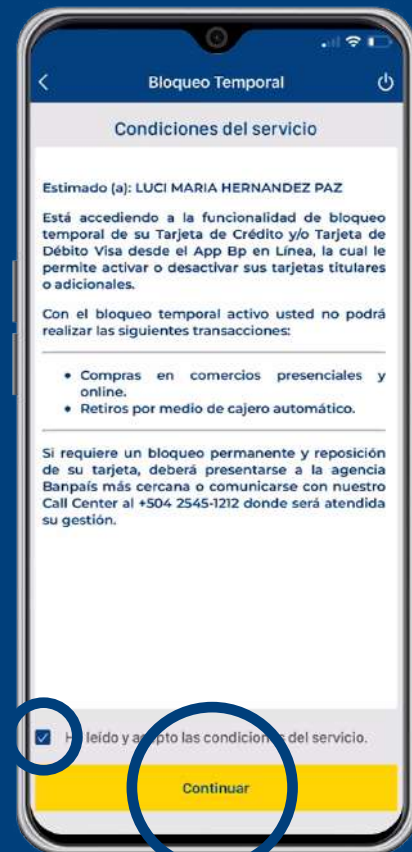 Bloqueo Temporal
Condiciones del servicio
Estimado (a): LUCI MARIA HERNANDEZ PAZ
Está accediendo a la funcionalidad de bloqueo
temporal de su Tarjeta de Crédito y/o Tarjeta de
Débito Visa desde el App Bp en Línea, la cual le
permite activar o desactivar sus tarjetas titulares
o adicionales.
Con el bloqueo temporal activo usted no podrá
realizar las siguientes transacciones:
• Compras en comercios presenciales y
online.
• Retiros por medio de cajero automático.
Si requiere un bloqueo permanente y reposición
de su tarjeta, deberá presentarse a la agencia
Banpaís más cercana o comunicarse con nuestro
Call Center al +504 2545-1212 donde será atendida
su gestión.
He leído y acepto las condiciones del servicio.
Continuar